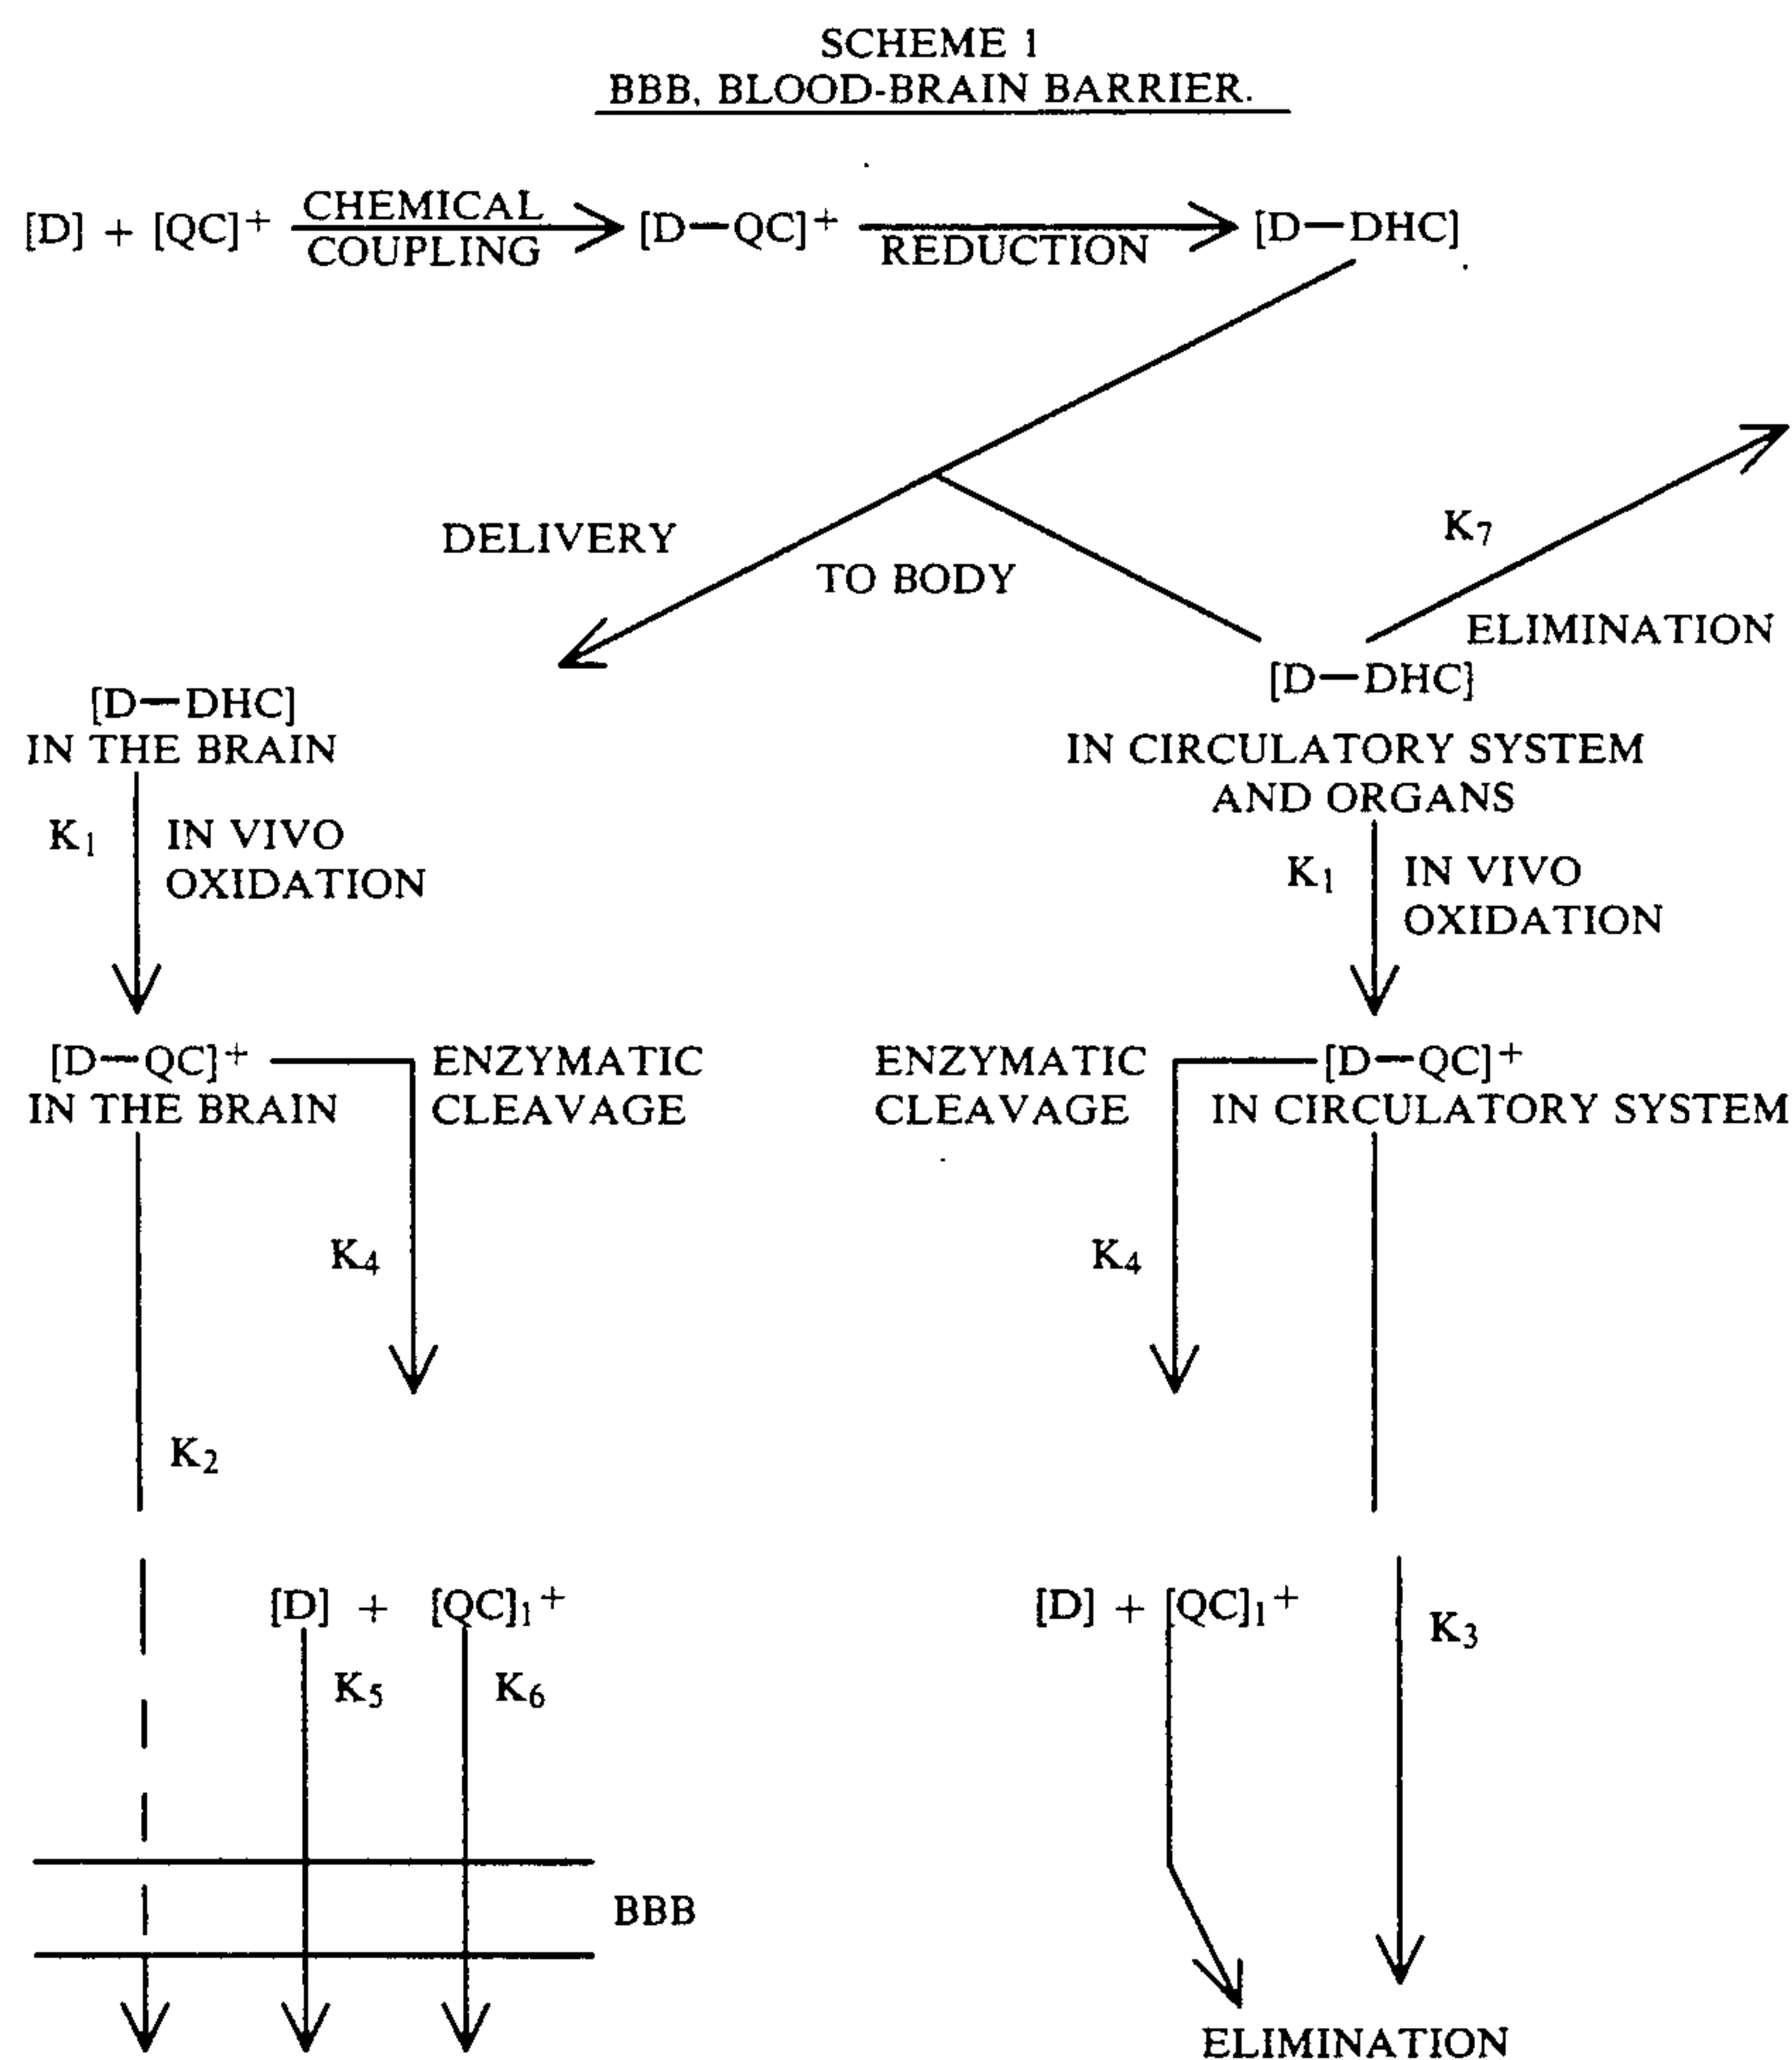 SCHEME 1
BBB, BLOOD-BRAIN BARRIER.
[D] + [QC]⁺ CHEMICAL COUPLING [D—QC]⁺ REDUCTION [D—DHC]
DELIVERY
TO BODY
K₇
ELIMINATION
[D—DHC]
IN THE BRAIN
[D—DHC]
IN CIRCULATORY SYSTEM
AND ORGANS
K₁ IN VIVO
OXIDATION
K₁ IN VIVO
OXIDATION
[D—QC]⁺
IN THE BRAIN
ENZYMATIC
CLEAVAGE
ENZYMATIC
CLEAVAGE
[D—QC]⁺
IN CIRCULATORY SYSTEM
K₄
K₄
K₂
[D] + [QC]₁⁺
[D] + [QC]₁⁺
K₃
K₅
K₆
BBB
ELIMINATION